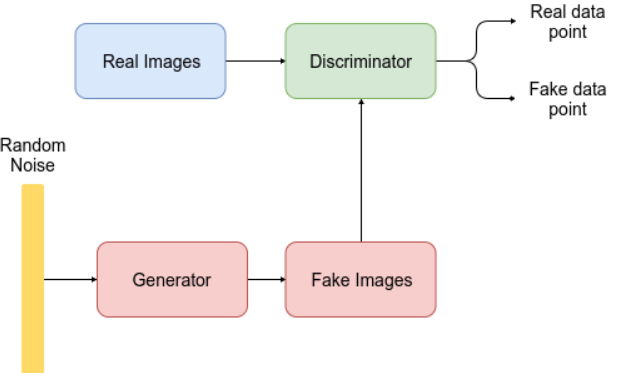 Real Images
Discriminator
Real data
point
Fake data
point
Random
Noise
Generator
Fake Images